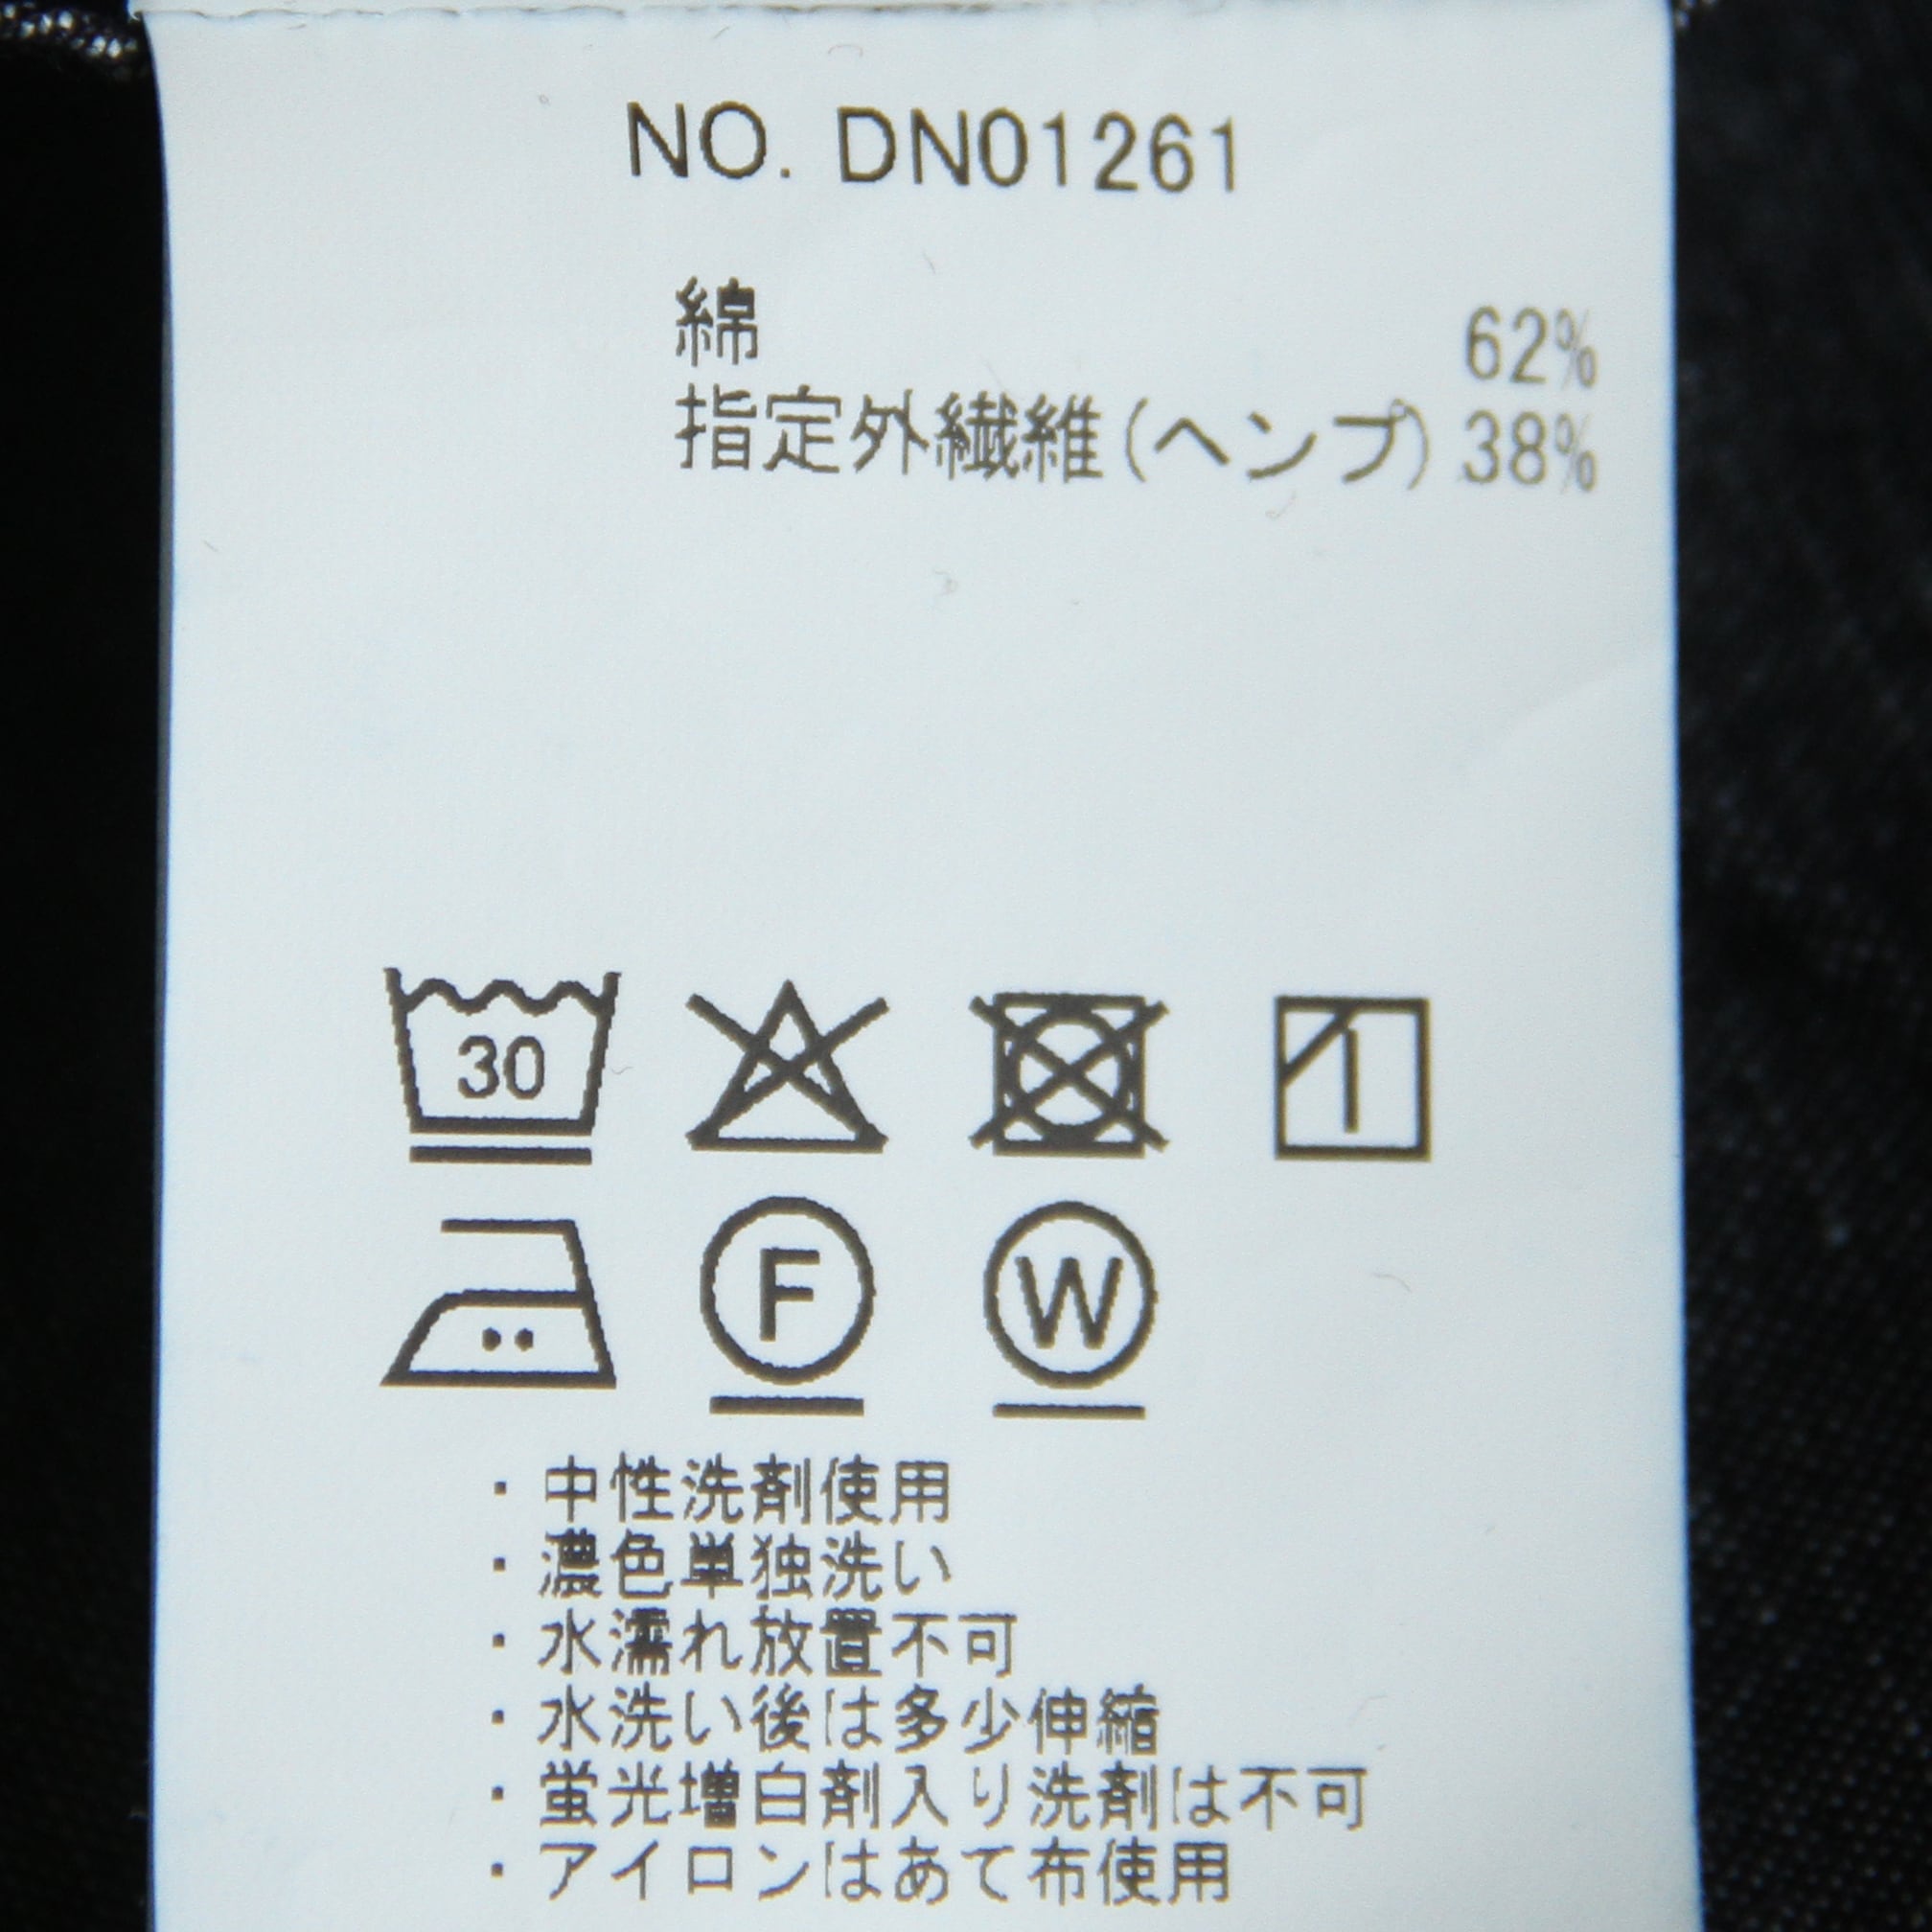 NO. DN01261
綿 62%
指定外繊維(ヘンプ) 38%
30
F W
・中性洗剤使用
・濃色単独洗い
・水濡れ放置不可
・水洗い後は多少伸縮
・蛍光増白剤入り洗剤は不可
・アイロンはあて布使用